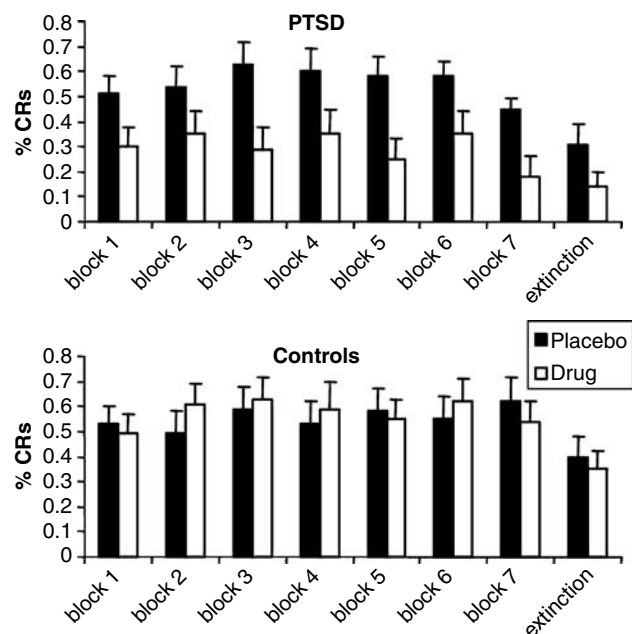 PTSD
% CRs
0.8
0.7
0.6
0.5
0.4
0.3
0.2
0.1
0
block 1
block 2
block 3
block 4
block 5
block 6
block 7
extinction
Placebo
Drug
Controls
% CRs
0.8
0.7
0.6
0.5
0.4
0.3
0.2
0.1
0
block 1
block 2
block 3
block 4
block 5
block 6
block 7
extinction